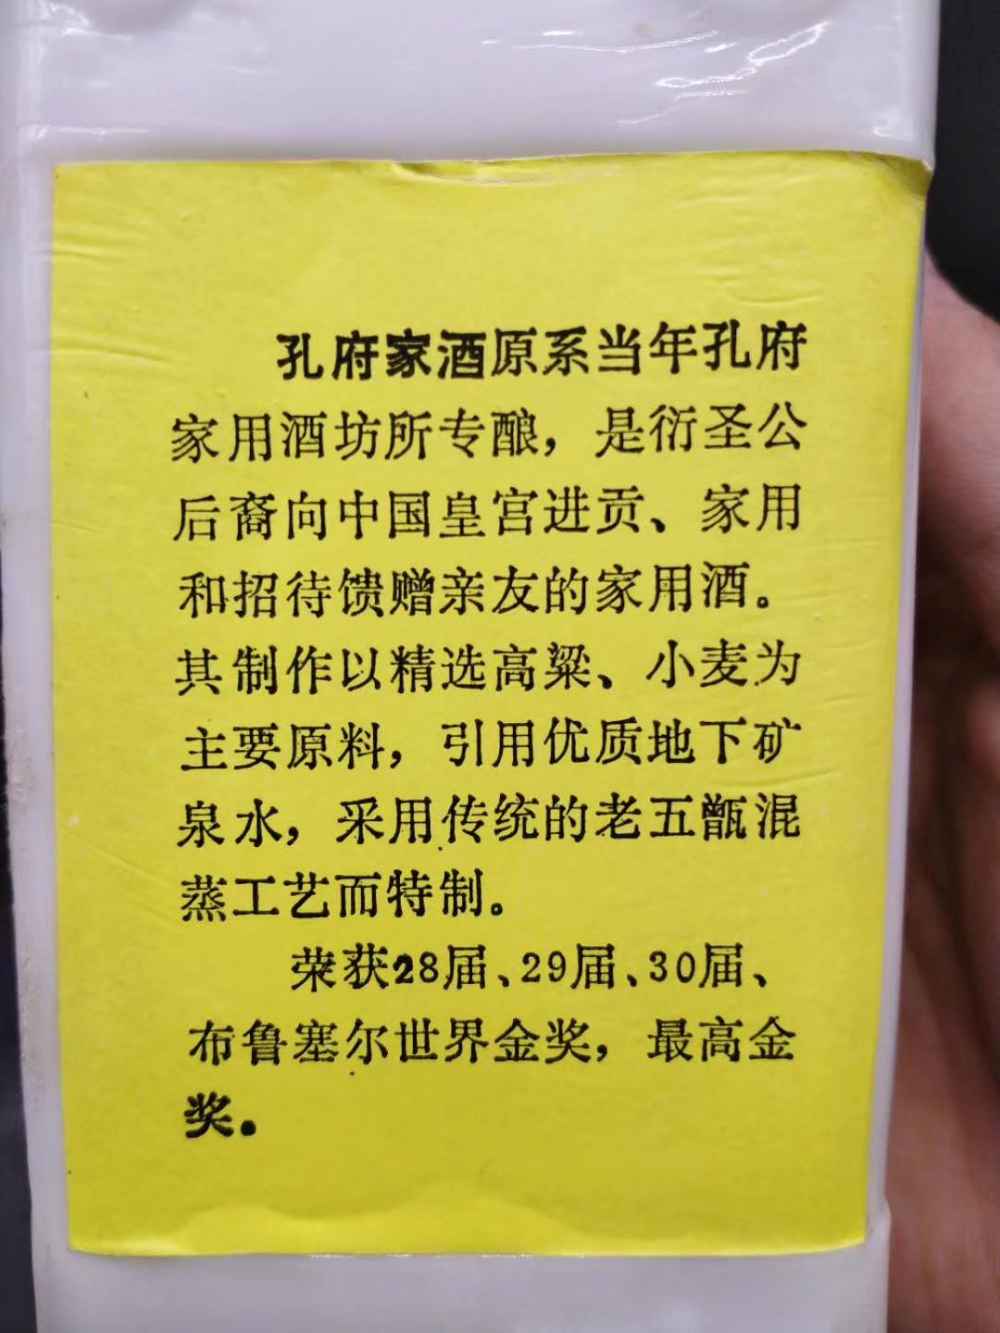 孔府家酒原系当年孔府
家用酒坊所专酿，是衍圣公
后裔向中国皇宫进贡、家用
和招待馈赠亲友的家用酒。
其制作以精选高粱、小麦为
主要原料，引用优质地下矿
泉水，采用传统的老五甑混
蒸工艺而特制。
荣获28届、29届、30届、
布鲁塞尔世界金奖，最高金
奖。